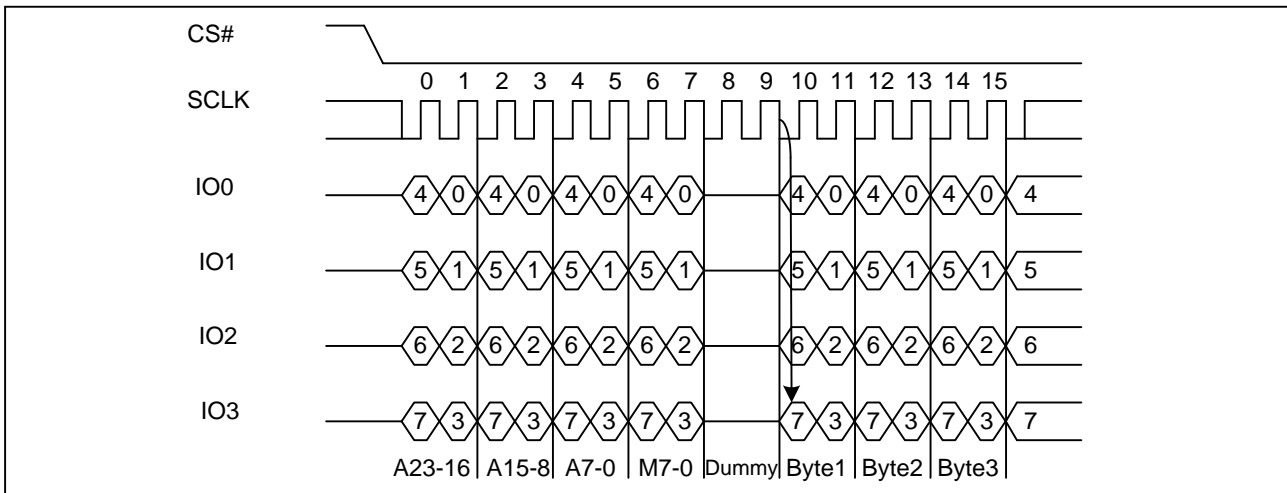 CS#
0 1 2 3 4 5 6 7 8 9 10 11 12 13 14 15
SCLK
IO0 4 0 4 0 4 0 4 0 4 0 4 0 4 0 4
IO1 5 1 5 1 5 1 5 1 5 1 5 1 5 1 5
IO2 6 2 6 2 6 2 6 2 6 2 6 2 6 2 6
IO3 7 3 7 3 7 3 7 3 7 3 7 3 7 3 7
A23-16 A15-8 A7-0 M7-0 Dummy Byte1 Byte2 Byte3